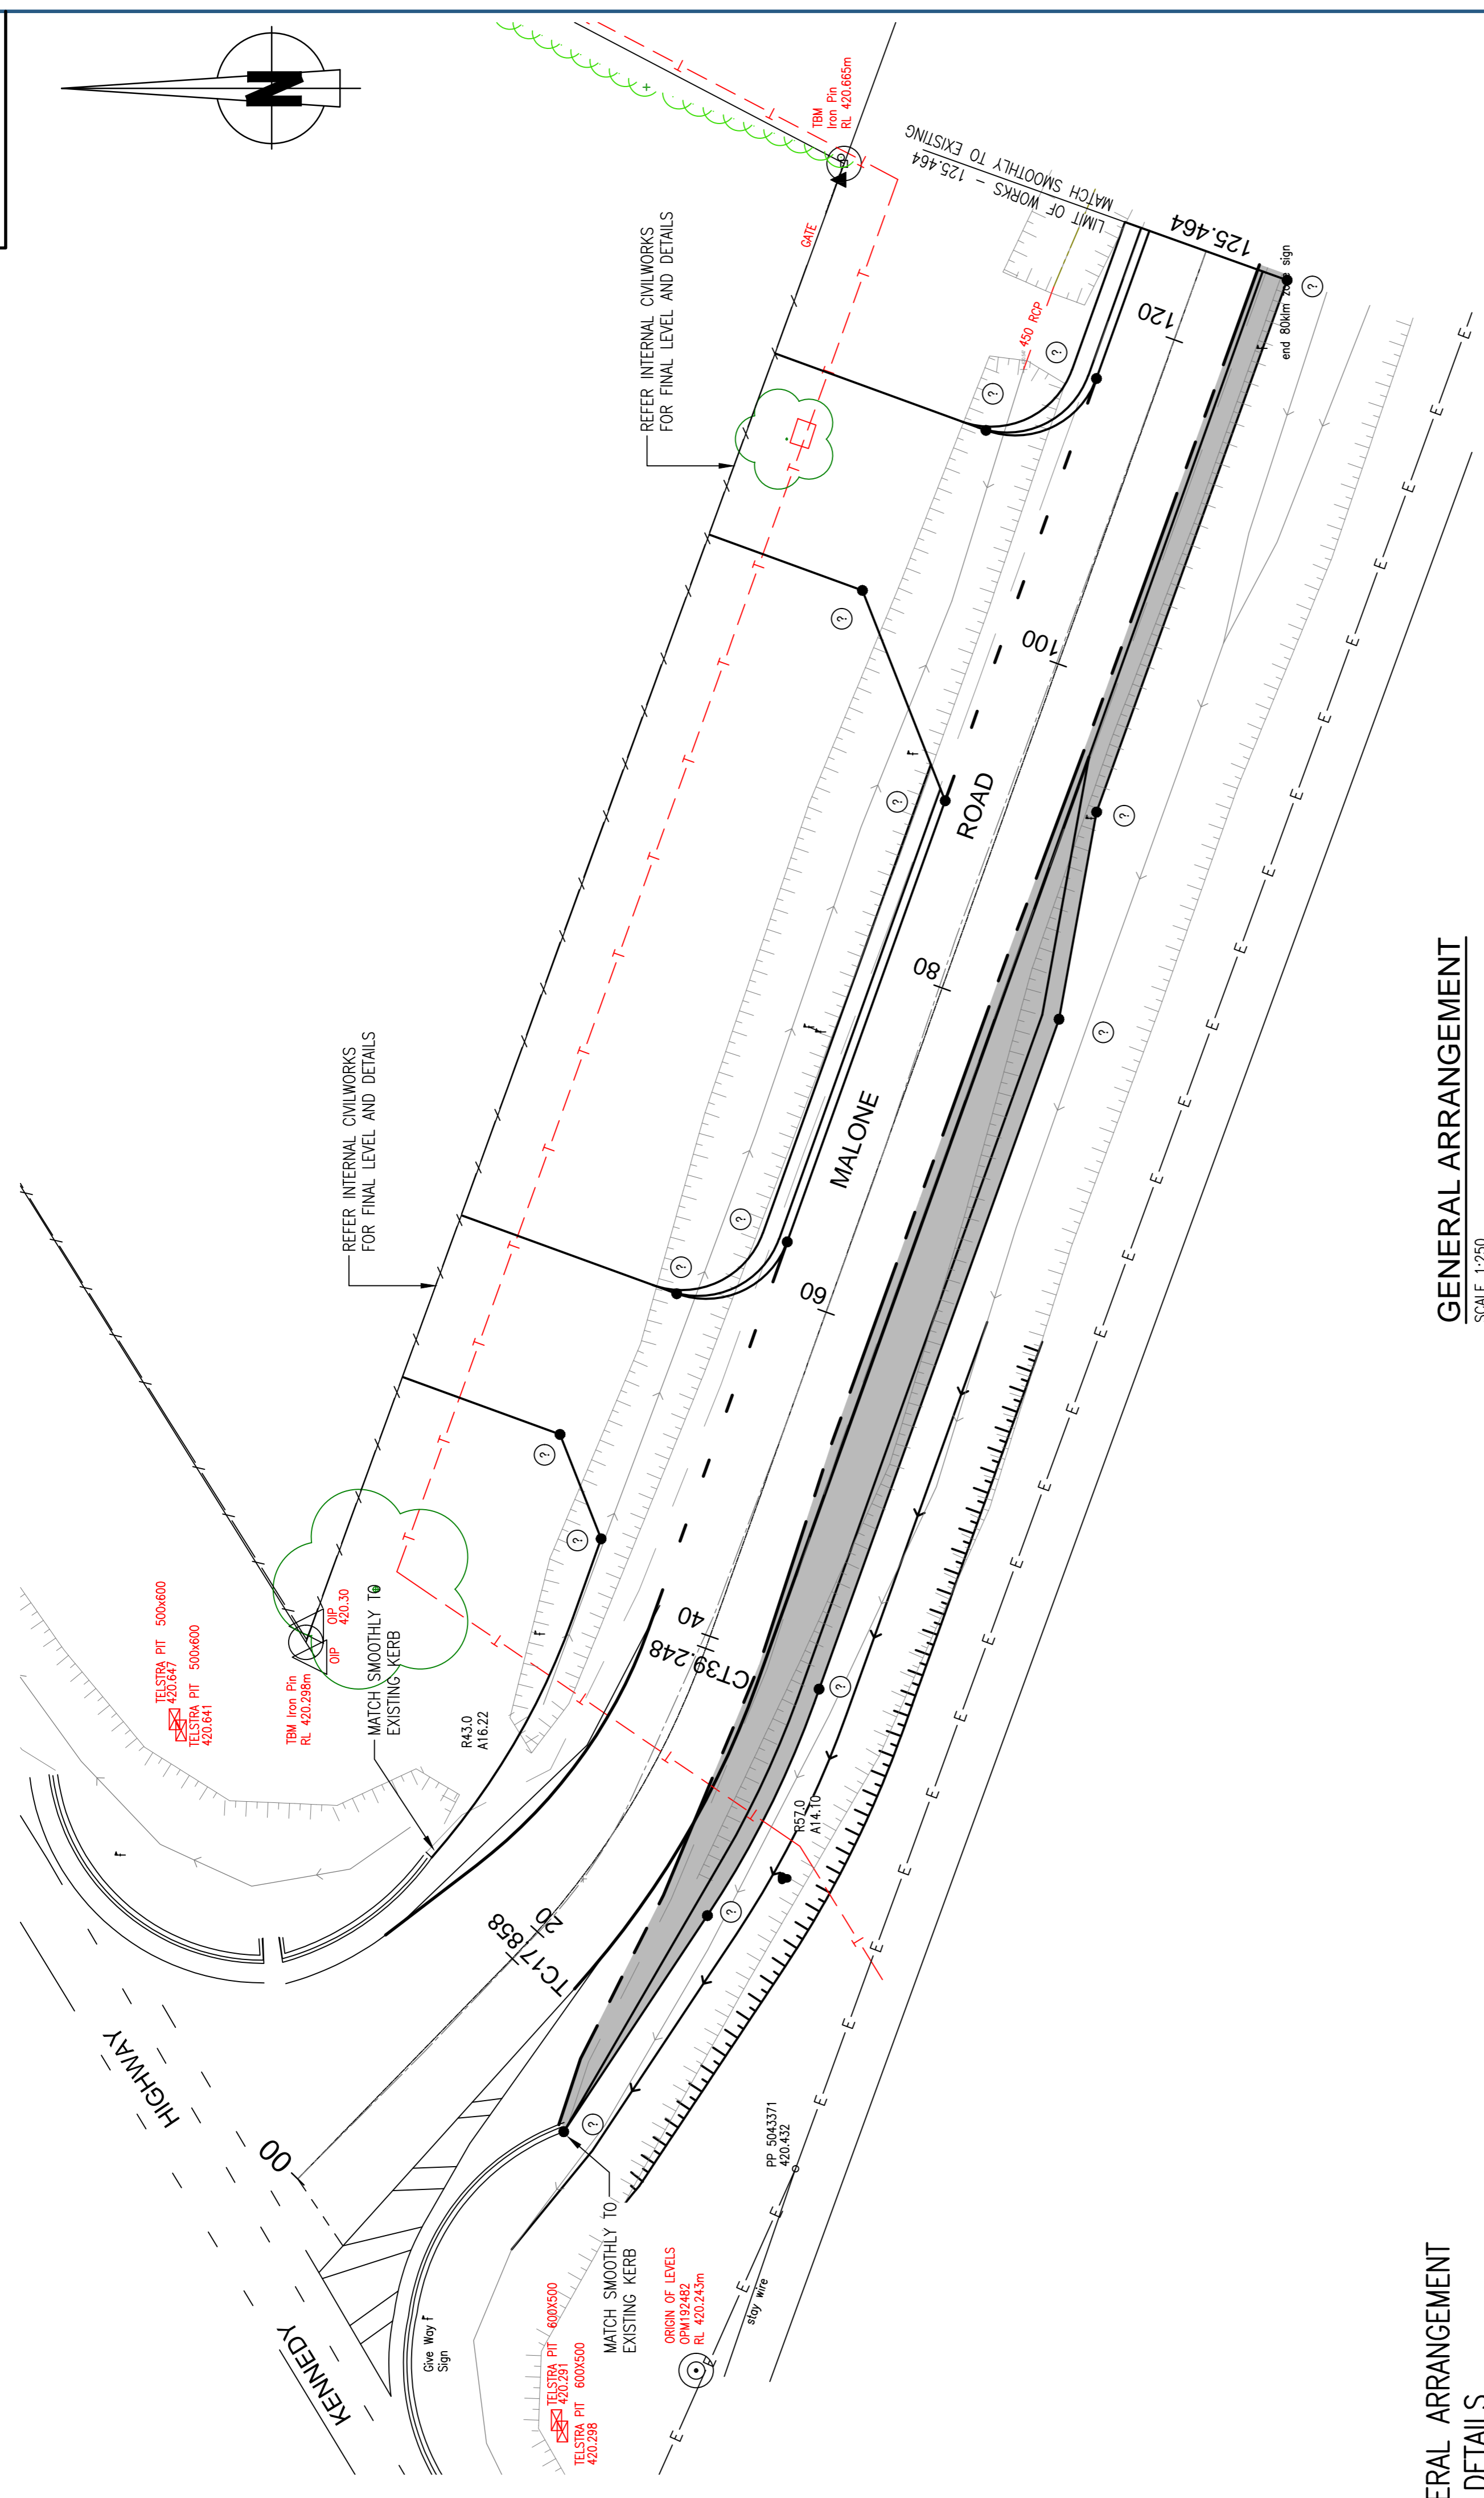 N
TBM
Iron Pin
RL 420.665m
LIMIT OF WORKS - 125.464
MATCH SMOOTHLY TO EXISTING
125.464
GATE
REFER INTERNAL CIVILWORKS
FOR FINAL LEVEL AND DETAILS
450 RCP
end 80klm zone sign
120
100
ROAD
80
MALONE
60
REFER INTERNAL CIVILWORKS
FOR FINAL LEVEL AND DETAILS
40
CT39.248
OIP
420.30
OIP
TBM Iron Pin
RL 420.298m
TELSTRA PIT 500x600
420.647
TELSTRA PIT 500x600
420.641
MATCH SMOOTHLY TO
EXISTING KERB
R43.0
A16.22
R57.0
A14.10
20
TC17.858
00
KENNEDY
HIGHWAY
Give Way
Sign
MATCH SMOOTHLY TO
EXISTING KERB
TELSTRA PIT 600X500
420.291
TELSTRA PIT 600X500
420.298
ORIGIN OF LEVELS
OPM192482
RL 420.243m
PP 5043371
420.432
stay wire
GENERAL ARRANGEMENT
SCALE 1:250
ERAL ARRANGEMENT
DETAILS